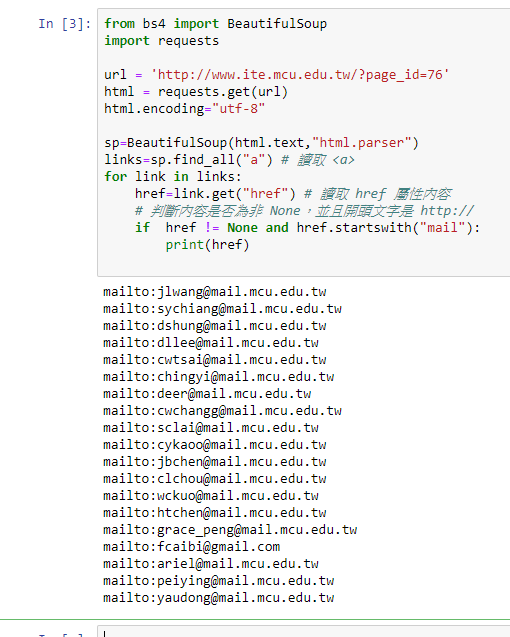 In [3]:
from bs4 import BeautifulSoup
import requests
url = 'http://www.ite.mcu.edu.tw/?page_id=76'
html = requests.get(url)
html.encoding="utf-8"
sp=BeautifulSoup(html.text,"html.parser")
links=sp.find_all("a") # 讀取 <a>
for link in links:
    href=link.get("href") # 讀取 href 屬性內容
    # 判斷內容是否為非 None，並且開頭文字是 http://
    if  href != None and href.startswith("mail"):
        print(href)
mailto:jlwang@mail.mcu.edu.tw
mailto:sychiang@mail.mcu.edu.tw
mailto:dshung@mail.mcu.edu.tw
mailto:dllee@mail.mcu.edu.tw
mailto:cwtsai@mail.mcu.edu.tw
mailto:chingyi@mail.mcu.edu.tw
mailto:deer@mail.mcu.edu.tw
mailto:cwchangg@mail.mcu.edu.tw
mailto:sclai@mail.mcu.edu.tw
mailto:cykaoo@mail.mcu.edu.tw
mailto:jbchen@mail.mcu.edu.tw
mailto:clchou@mail.mcu.edu.tw
mailto:wckuo@mail.mcu.edu.tw
mailto:htchen@mail.mcu.edu.tw
mailto:grace_peng@mail.mcu.edu.tw
mailto:fcaibi@gmail.com
mailto:ariel@mail.mcu.edu.tw
mailto:peiying@mail.mcu.edu.tw
mailto:yaudong@mail.mcu.edu.tw